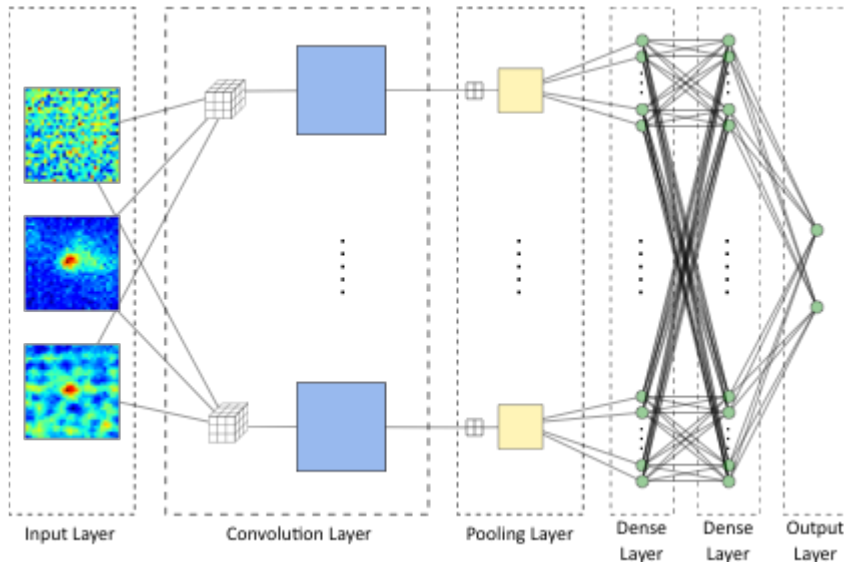 Input Layer
Convolution Layer
Pooling Layer
Dense
Layer
Dense
Layer
Output
Layer